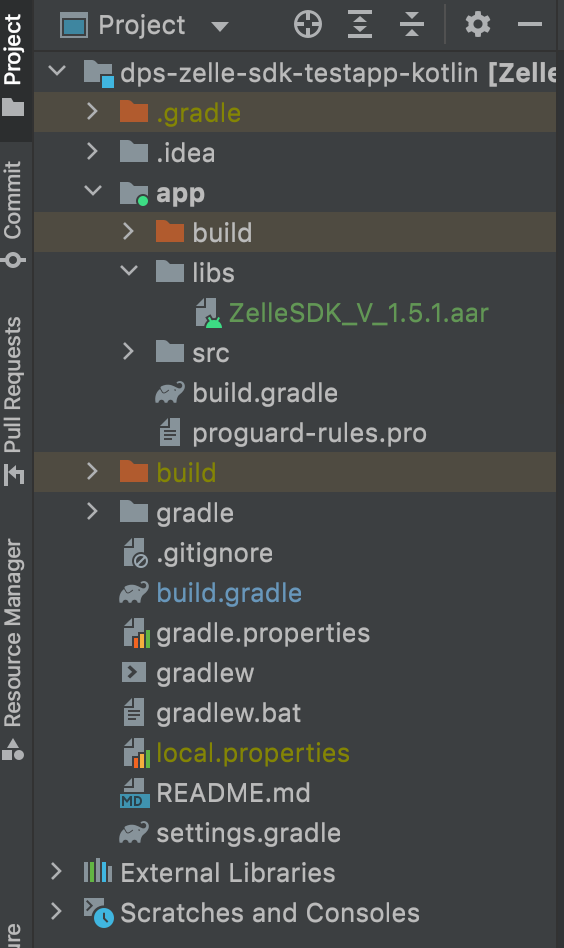 Project
dps-zelle-sdk-testapp-kotlin [Zelle
.gradle
.idea
app
build
libs
ZelleSDK_V_1.5.1.aar
src
build.gradle
proguard-rules.pro
build
gradle
.gitignore
build.gradle
gradle.properties
gradlew
gradlew.bat
local.properties
MD README.md
settings.gradle
External Libraries
Scratches and Consoles
Project
Commit
Pull Requests
Resource Manager